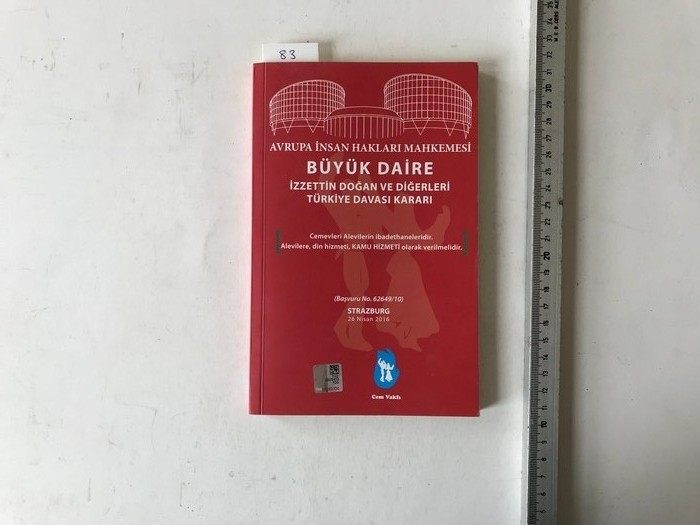 83
AVRUPA İNSAN HAKLARI MAHKEMESİ
BÜYÜK DAİRE
İZZETTİN DOĞAN VE DİĞERLERİ
TÜRKİYE DAVASI KARARI
Cemevleri Alevilerin ibadethaneleridir.
Alevilere, din hizmeti, KAMU HİZMETİ olarak verilmelidir.
(Başvuru No. 62649/10)
STRAZBURG
26 Nisan 2016
Cem Vakfı